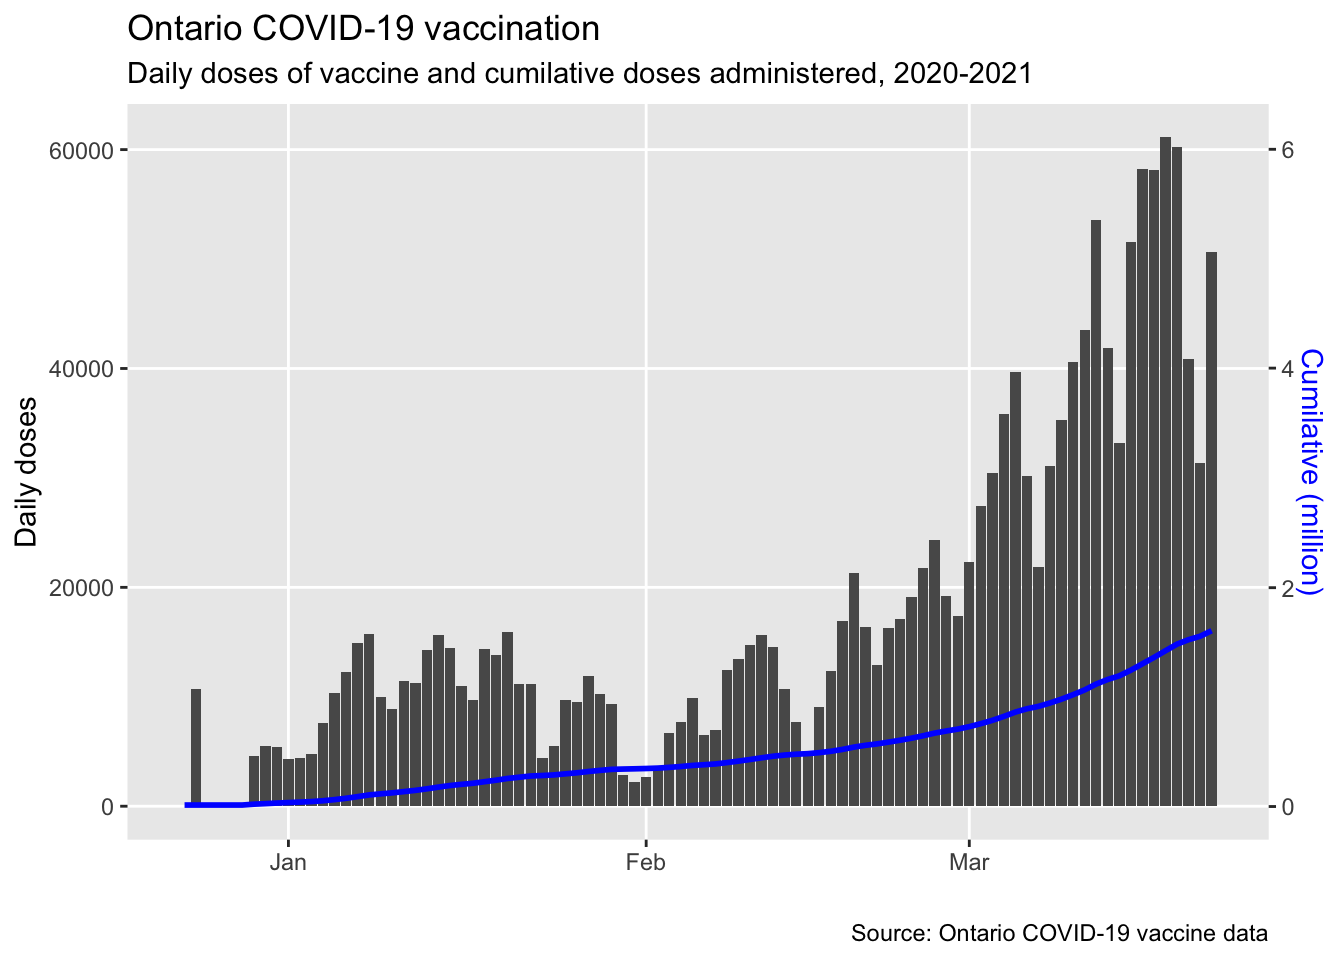 Ontario COVID-19 vaccination
Daily doses of vaccine and cumilative doses administered, 2020-2021
Daily doses
60000
40000
20000
0
6
4
2
0
Cumilative (million)
Jan
Feb
Mar
Source: Ontario COVID-19 vaccine data